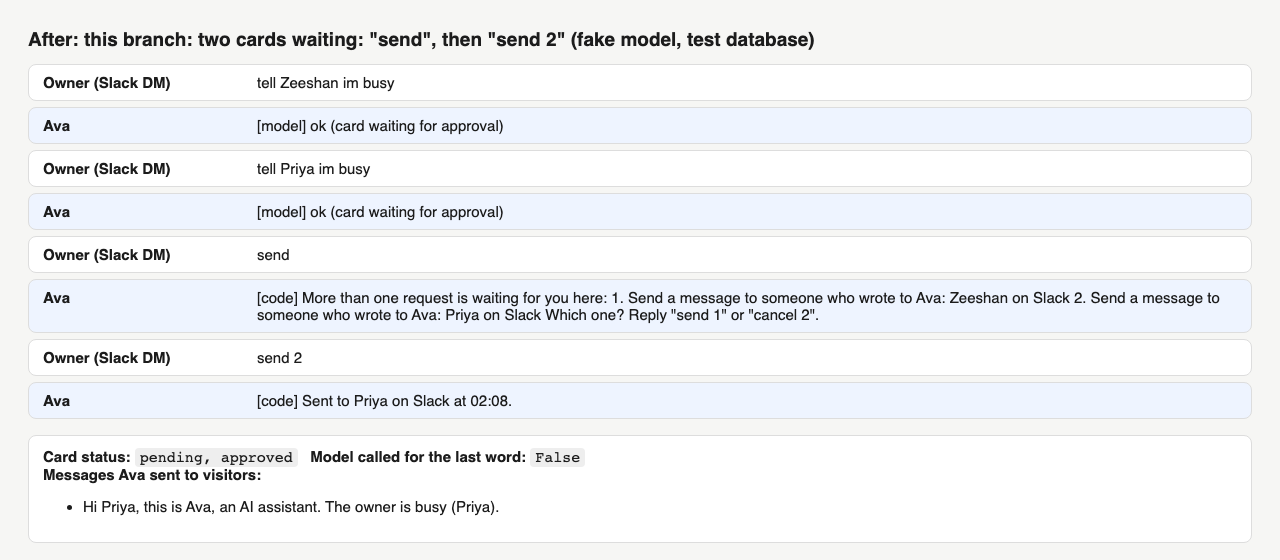 After: this branch: two cards waiting: "send", then "send 2" (fake model, test database)
Owner (Slack DM) tell Zeeshan im busy
Ava [model] ok (card waiting for approval)
Owner (Slack DM) tell Priya im busy
Ava [model] ok (card waiting for approval)
Owner (Slack DM) send
Ava [code] More than one request is waiting for you here: 1. Send a message to someone who wrote to Ava: Zeeshan on Slack 2. Send a message to
someone who wrote to Ava: Priya on Slack Which one? Reply "send 1" or "cancel 2".
Owner (Slack DM) send 2
Ava [code] Sent to Priya on Slack at 02:08.
Card status: pending, approved Model called for the last word: False
Messages Ava sent to visitors:
• Hi Priya, this is Ava, an AI assistant. The owner is busy (Priya).